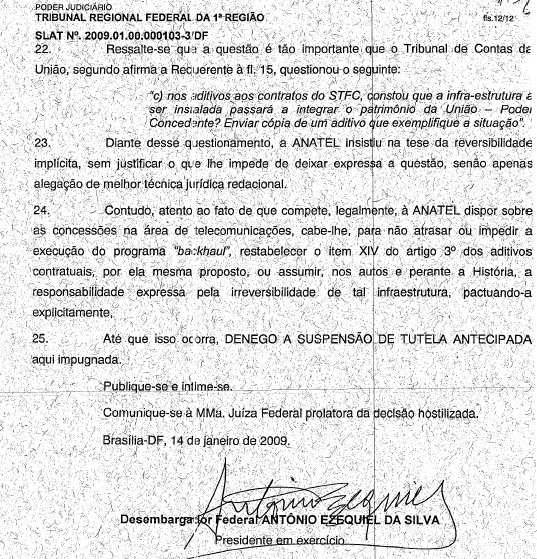 PODER JUDICIÁRIO
TRIBUNAL REGIONAL FEDERAL DA 1ª REGIÃO
fls.12/12
SLAT Nº. 2009.01.00.000103-3/DF
22. Ressalte-se que a questão é tão importante que o Tribunal de Contas da
União, segundo afirma a Requerente à fl. 15, questionou o seguinte:
"c) nos aditivos aos contratos do STFC, constou que a infra-estrutura a
ser instalada passará a integrar o patrimônio da União – Poder
Concedente? Enviar cópia de um aditivo que exemplifique a situação".
23. Diante desse questionamento, a ANATEL insistiu na tese da reversibilidade
implícita, sem justificar o que lhe impede de deixar expressa a questão, senão apenas
alegação de melhor técnica jurídica redacional.
24. Contudo, atento ao fato de que compete, legalmente, à ANATEL dispor sobre
as concessões na área de telecomunicações, cabe-lhe, para não atrasar ou impedir a
execução do programa "backhaul", restabelecer o item XIV do artigo 3º dos aditivos
contratuais, por ela mesma proposto, ou assumir, nos autos e perante a História, a
responsabilidade expressa pela irreversibilidade de tal infraestrutura, pactuando-a
explicitamente,
25. Até que isso ocorra, DENEGO A SUSPENSÃO DE TUTELA ANTECIPADA
aqui impugnada.
Publique-se e intime-se.
Comunique-se à MMa. Juíza Federal prolatora da decisão hostilizada.
Brasília-DF, 14 de janeiro de 2009.
Antônio Ezequiel
Desembargador Federal ANTÔNIO EZEQUIEL DA SILVA
Presidente em exercício